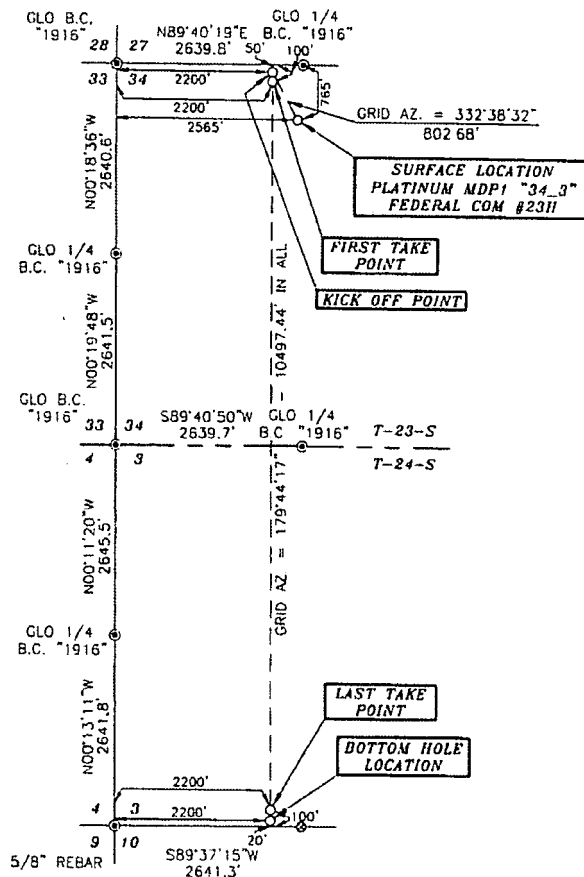 GLO B.C.
"1916"
N89°40'19"E
2639.8'
GLO 1/4
B.C. "1916"
28 27
33 34
50'
100'
2200'
2200'
2565'
765'
GRID AZ. = 332°38'32"
802.68'
SURFACE LOCATION
PLATINUM MDP1 "34_3"
FEDERAL COM #23H
FIRST TAKE
POINT
KICK OFF POINT
N00°18'36"W
2640.6'
GLO 1/4
B.C. "1916"
N00°19'48"W
2641.5'
GRID AZ = 179°44'17" - 10497.44' IN ALL
GLO B.C.
"1916"
33 34
4 3
S89°40'50"W
2639.7'
GLO 1/4
B.C "1916"
T-23-S
T-24-S
N00°11'20"W
2645.5'
GLO 1/4
B.C. "1916"
N00°13'11"W
2641.8'
LAST TAKE
POINT
BOTTOM HOLE
LOCATION
2200'
2200'
100'
20'
4 3
9 10
5/8" REBAR
S89°37'15"W
2641.3'